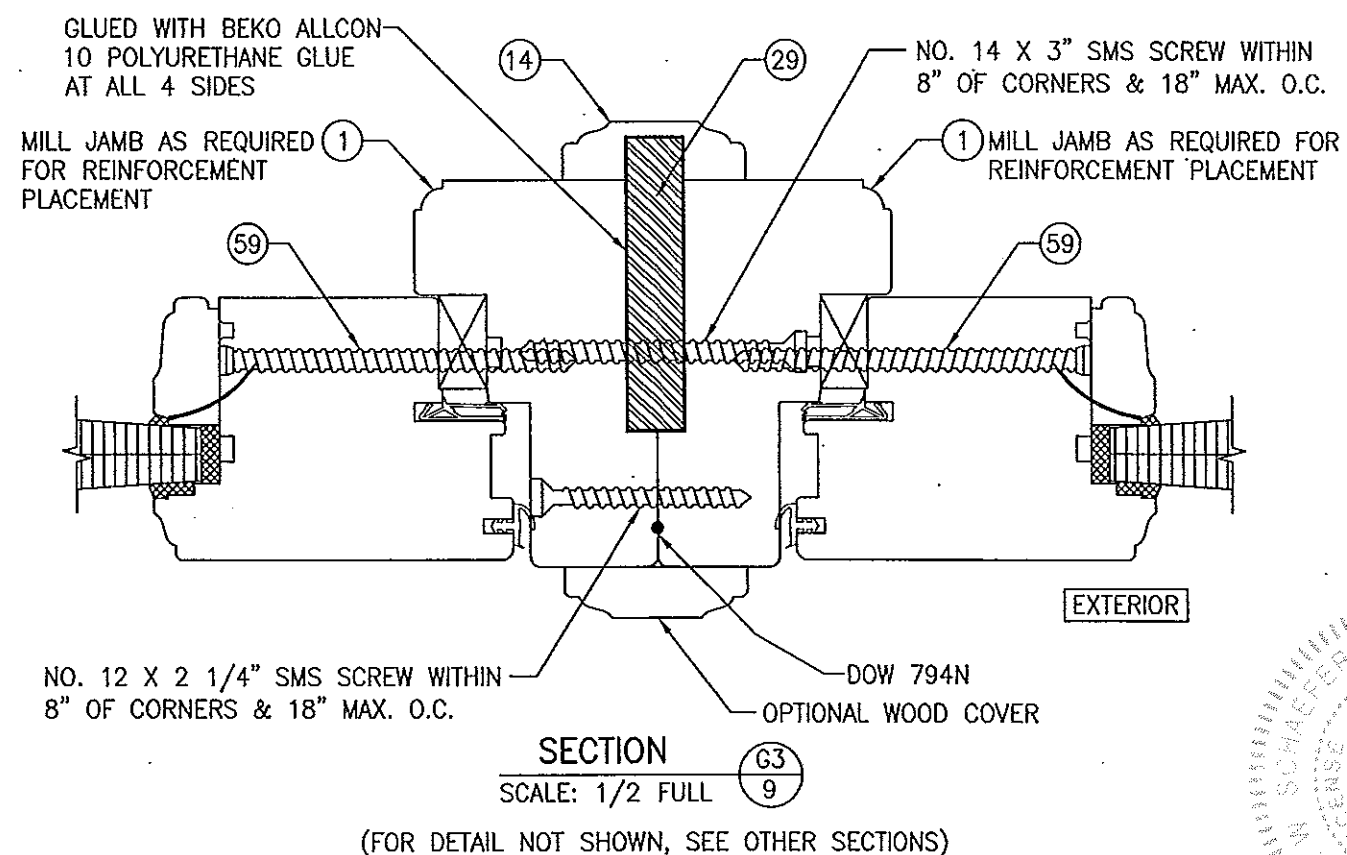 GLUED WITH BEKO ALLCON
10 POLYURETHANE GLUE
AT ALL 4 SIDES
14
29
NO. 14 X 3" SMS SCREW WITHIN
8" OF CORNERS & 18" MAX. O.C.
MILL JAMB AS REQUIRED 1
FOR REINFORCEMENT
PLACEMENT
1 MILL JAMB AS REQUIRED FOR
REINFORCEMENT PLACEMENT
59
59
EXTERIOR
NO. 12 X 2 1/4" SMS SCREW WITHIN
8" OF CORNERS & 18" MAX. O.C.
DOW 794N
OPTIONAL WOOD COVER
SECTION
SCALE: 1/2 FULL
G3
9
(FOR DETAIL NOT SHOWN, SEE OTHER SECTIONS)
SCHAEFER